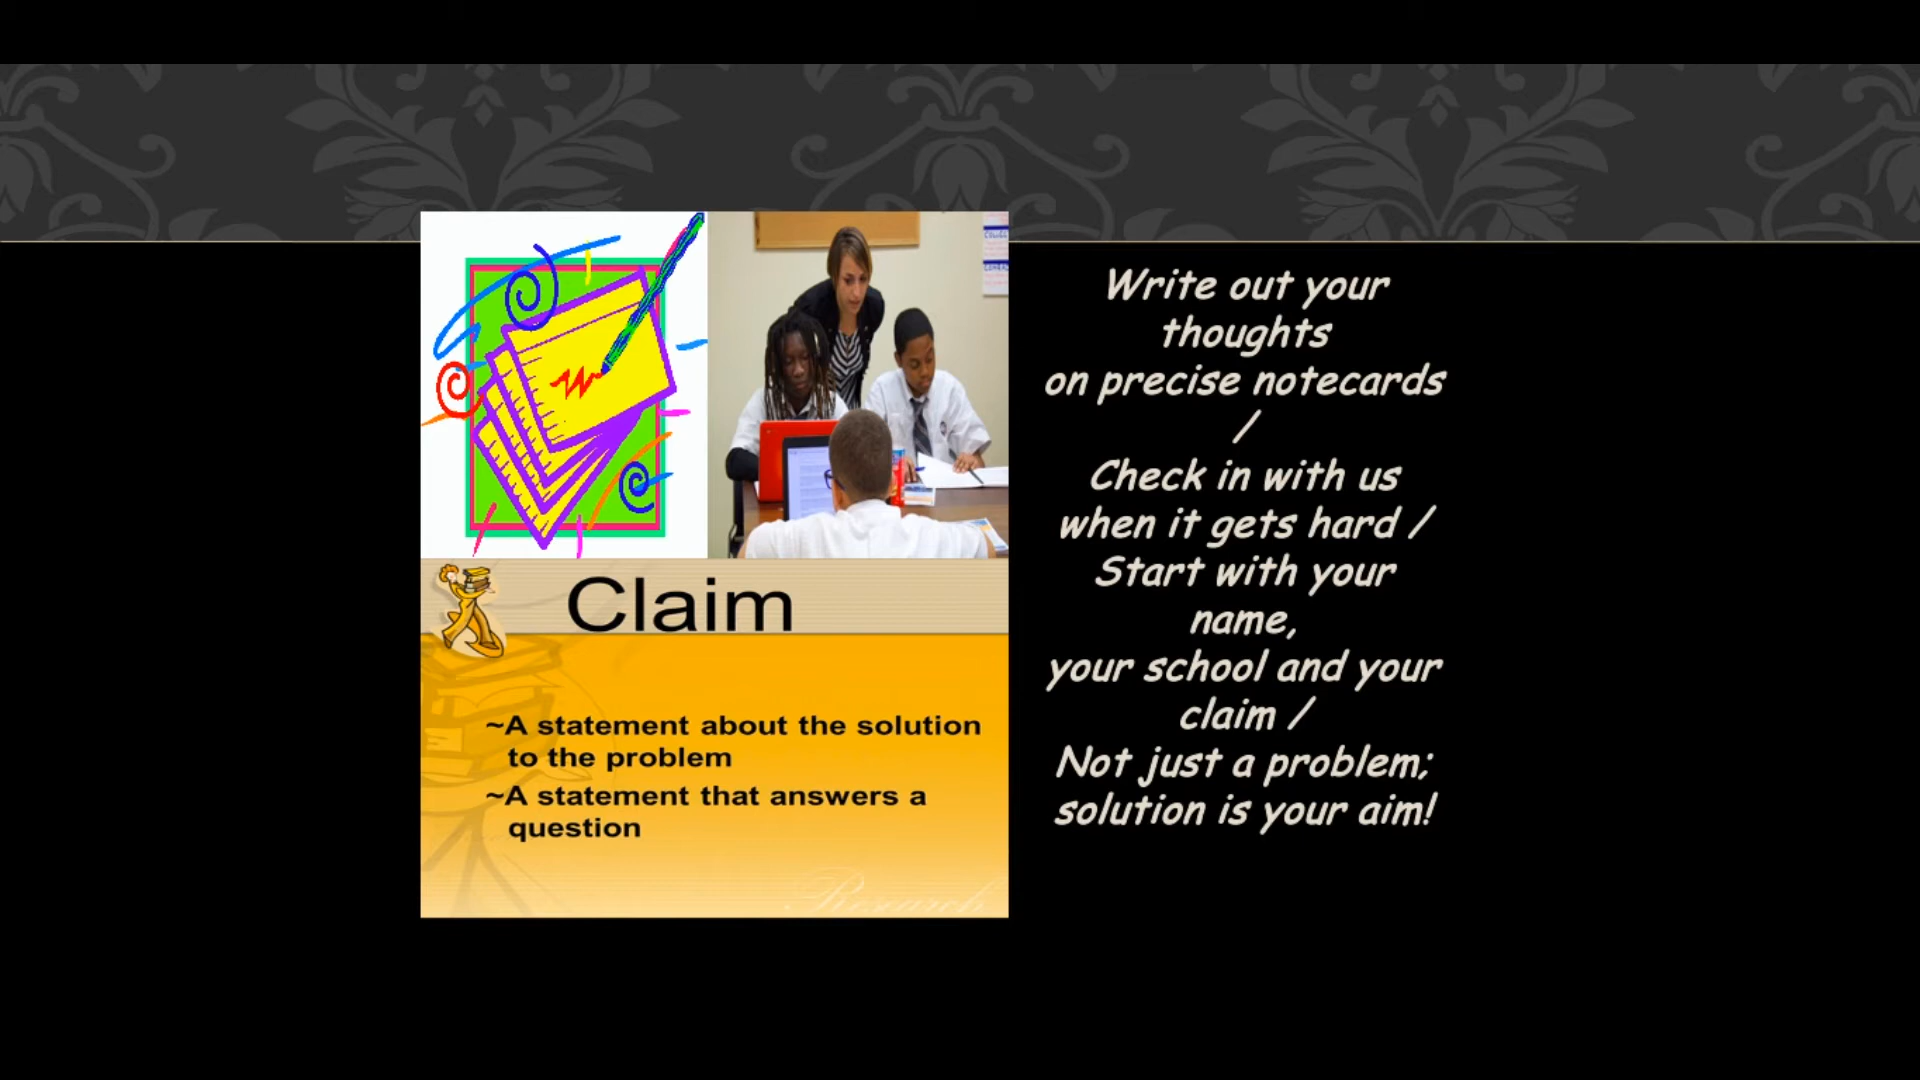 Claim
~A statement about the solution
to the problem
~A statement that answers a
question
Research
Write out your
thoughts
on precise notecards
/
Check in with us
when it gets hard /
Start with your
name,
your school and your
claim /
Not just a problem;
solution is your aim!